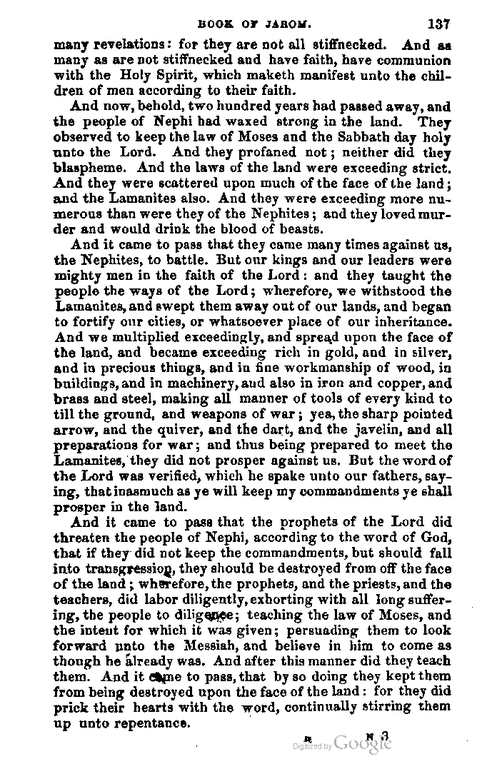 BOOK OF JAROM. 137
many revelations: for they are not all stiffnecked. And as
many as are not stiffnecked and have faith, have communion
with the Holy Spirit, which maketh manifest unto the chil-
dren of men according to their faith.
And now, behold, two hundred years had passed away, and
the people of Nephi had waxed strong in the land. They
observed to keep the law of Moses and the Sabbath day holy
unto the Lord. And they profaned not; neither did they
blaspheme. And the laws of the land were exceeding strict.
And they were scattered upon much of the face of the land;
and the Lamanites also. And they were exceeding more nu-
merous than were they of the Nephites; and they loved mur-
der and would drink the blood of beasts.
And it came to pass that they came many times against us,
the Nephites, to battle. But our kings and our leaders were
mighty men in the faith of the Lord: and they taught the
people the ways of the Lord; wherefore, we withstood the
Lamanites, and swept them away out of our lands, and began
to fortify our cities, or whatsoever place of our inheritance.
And we multiplied exceedingly, and spread upon the face of
the land, and became exceeding rich in gold, and in silver,
and in precious things, and in fine workmanship of wood, in
buildings, and in machinery, and also in iron and copper, and
brass and steel, making all manner of tools of every kind to
till the ground, and weapons of war; yea, the sharp pointed
arrow, and the quiver, and the dart, and the javelin, and all
preparations for war; and thus being prepared to meet the
Lamanites, they did not prosper against us. But the word of
the Lord was verified, which he spake unto our fathers, say-
ing, that inasmuch as ye will keep my commandments ye shall
prosper in the land.
And it came to pass that the prophets of the Lord did
threaten the people of Nephi, according to the word of God,
that if they did not keep the commandments, but should fall
into transgression, they should be destroyed from off the face
of the land; wherefore, the prophets, and the priests, and the
teachers, did labor diligently, exhorting with all long suffer-
ing, the people to diligence; teaching the law of Moses, and
the intent for which it was given; persuading them to look
forward unto the Messiah, and believe in him to come as
though he already was. And after this manner did they teach
them. And it came to pass, that by so doing they kept them
from being destroyed upon the face of the land: for they did
prick their hearts with the word, continually stirring them
up unto repentance.
N 3
Digitized by Google